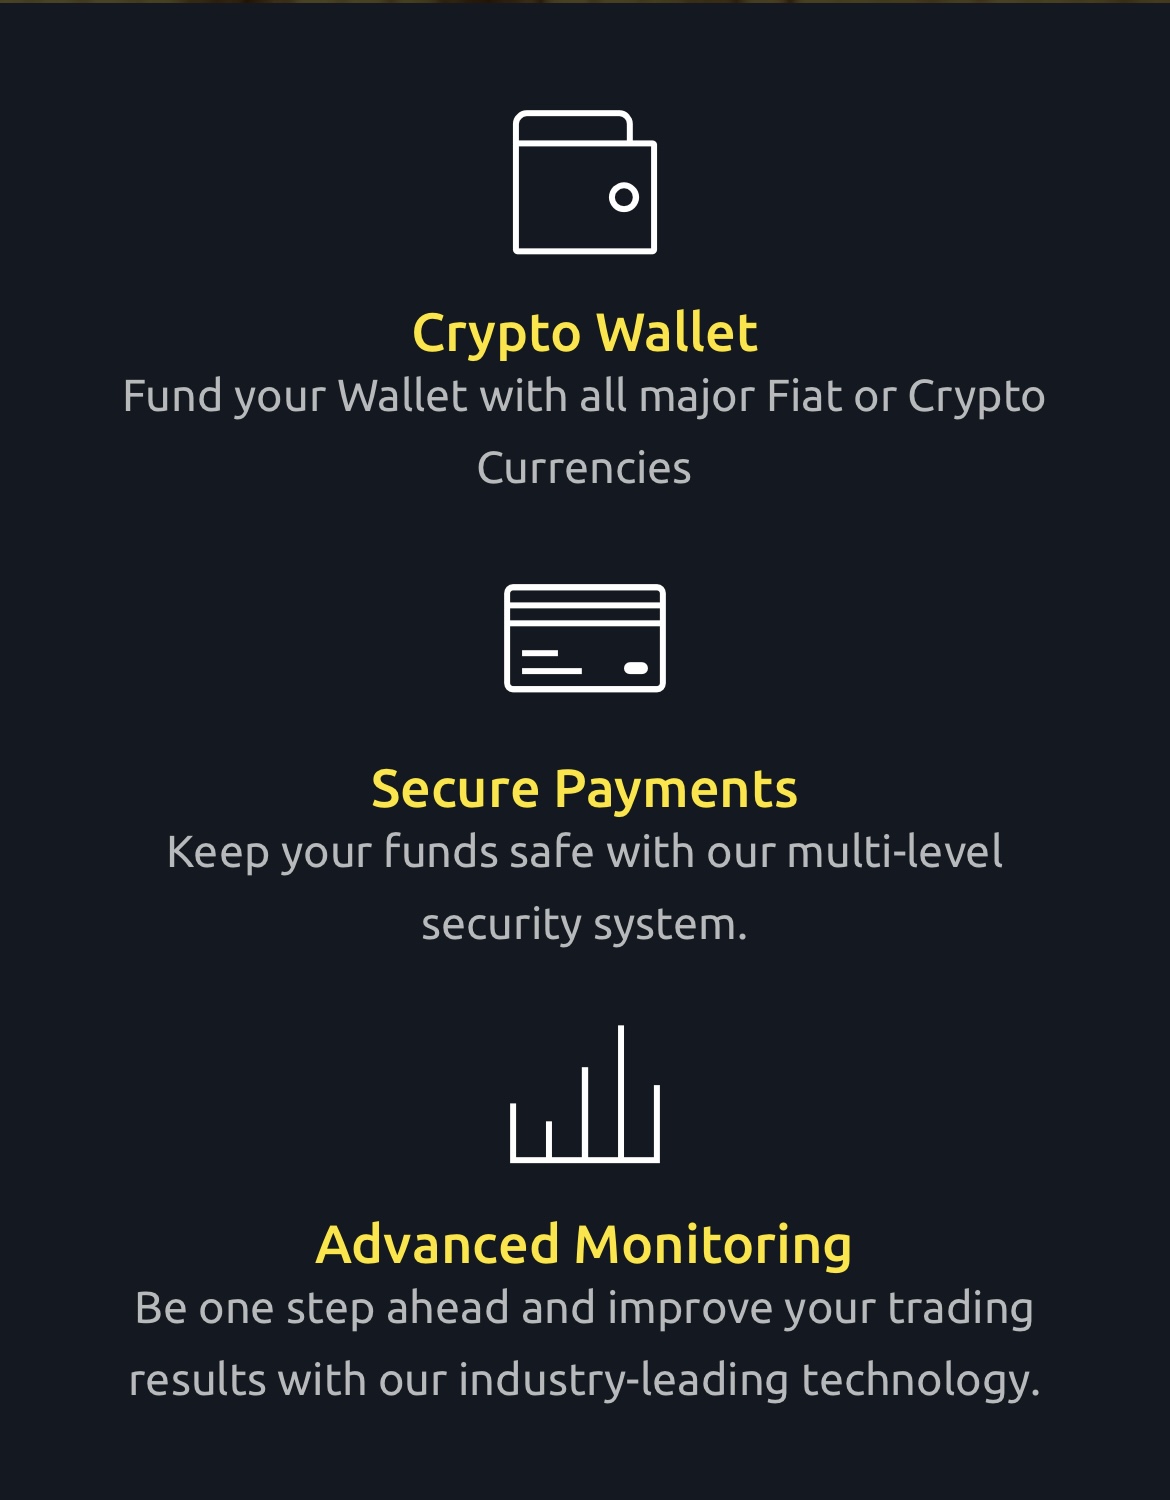 Crypto Wallet
Fund your Wallet with all major Fiat or Crypto
Currencies
Secure Payments
Keep your funds safe with our multi-level
security system.
Advanced Monitoring
Be one step ahead and improve your trading
results with our industry-leading technology.